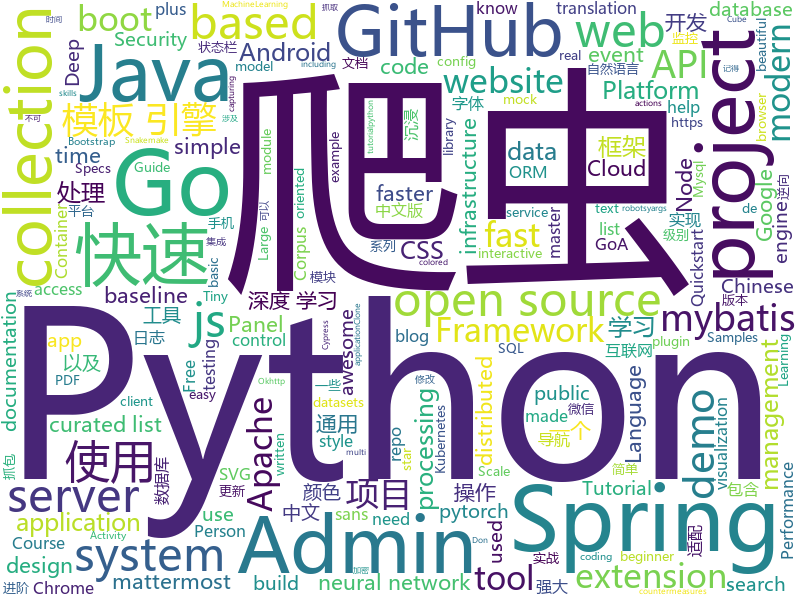 爬虫
Python
GitHub
Java
Go
Spring
Admin
project
collection
快速
web
API
based
boot
Android
Security
plus
Deep
code
website
modern
database
know
translation
event
real
config
mock
model
Platform
help
开发
字体
https
beautiful
监控
自然语言
文档
状态栏
including
MachineLearning
抓取
时间
Cube
记得
不可
skills
涉及
capturing
actions
模板 引擎
simple
time
处理
documentation
Container
Google
infrastructure
library
沉浸
tutorialpython
module
example
data
ORM
框架
Cloud
Node
Mysql
逆向
browser
robotsyargs
faster
中文版
手机
平台
可以
Large
Corpus
oriented
interactive
fast
master
service
text
list
GoA
de
实现
级别
engine
Quickstart
CSS
js
open source
mybatis
使用
Apache
baseline
Tiny
basic
系列
集成
access
工具
日志
Panel
control
深度 学习
Framework
学习
互联网
版本
Chinese
plugin
app
以及
PDF
Free
testing
awesome
blog
SQL
Samples
Learning
curated list
client
easy
Snakemake
Bootstrap
模块
colored
Cypress
applicationClone
Okhttp
server
项目
processing
distributed
通用
一些
datasets
修改
public
made
微信
导航
一个
Language
Kubernetes
demo
visualization
management
Performance
包含
application
数据库
SVG
颜色
style
written
repo
star
multi
Scale
简单
Tutorial
适配
system
design
更新
use
中文
sans
need
pytorch
操作
used
build
search
Course
Person
Guide
beginner
实战
coding
countermeasures
mattermost
neural network
tool
extension
强大
进阶
Chrome
系统
Activity
加密
Don
抓包
Specs